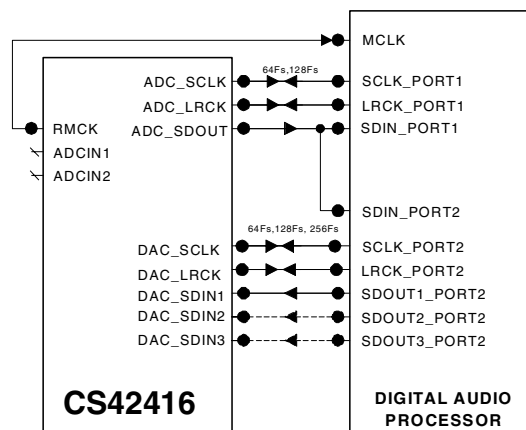 MCLK
64Fs,128Fs
ADC_SCLK
SCLK_PORT1
ADC_LRCK
LRCK_PORT1
RMCK
ADC_SDOUT
SDIN_PORT1
ADCIN1
ADCIN2
SDIN_PORT2
64Fs,128Fs, 256Fs
DAC_SCLK
SCLK_PORT2
DAC_LRCK
LRCK_PORT2
DAC_SDIN1
SDOUT1_PORT2
DAC_SDIN2
SDOUT2_PORT2
DAC_SDIN3
SDOUT3_PORT2
CS42416
DIGITAL AUDIO
PROCESSOR